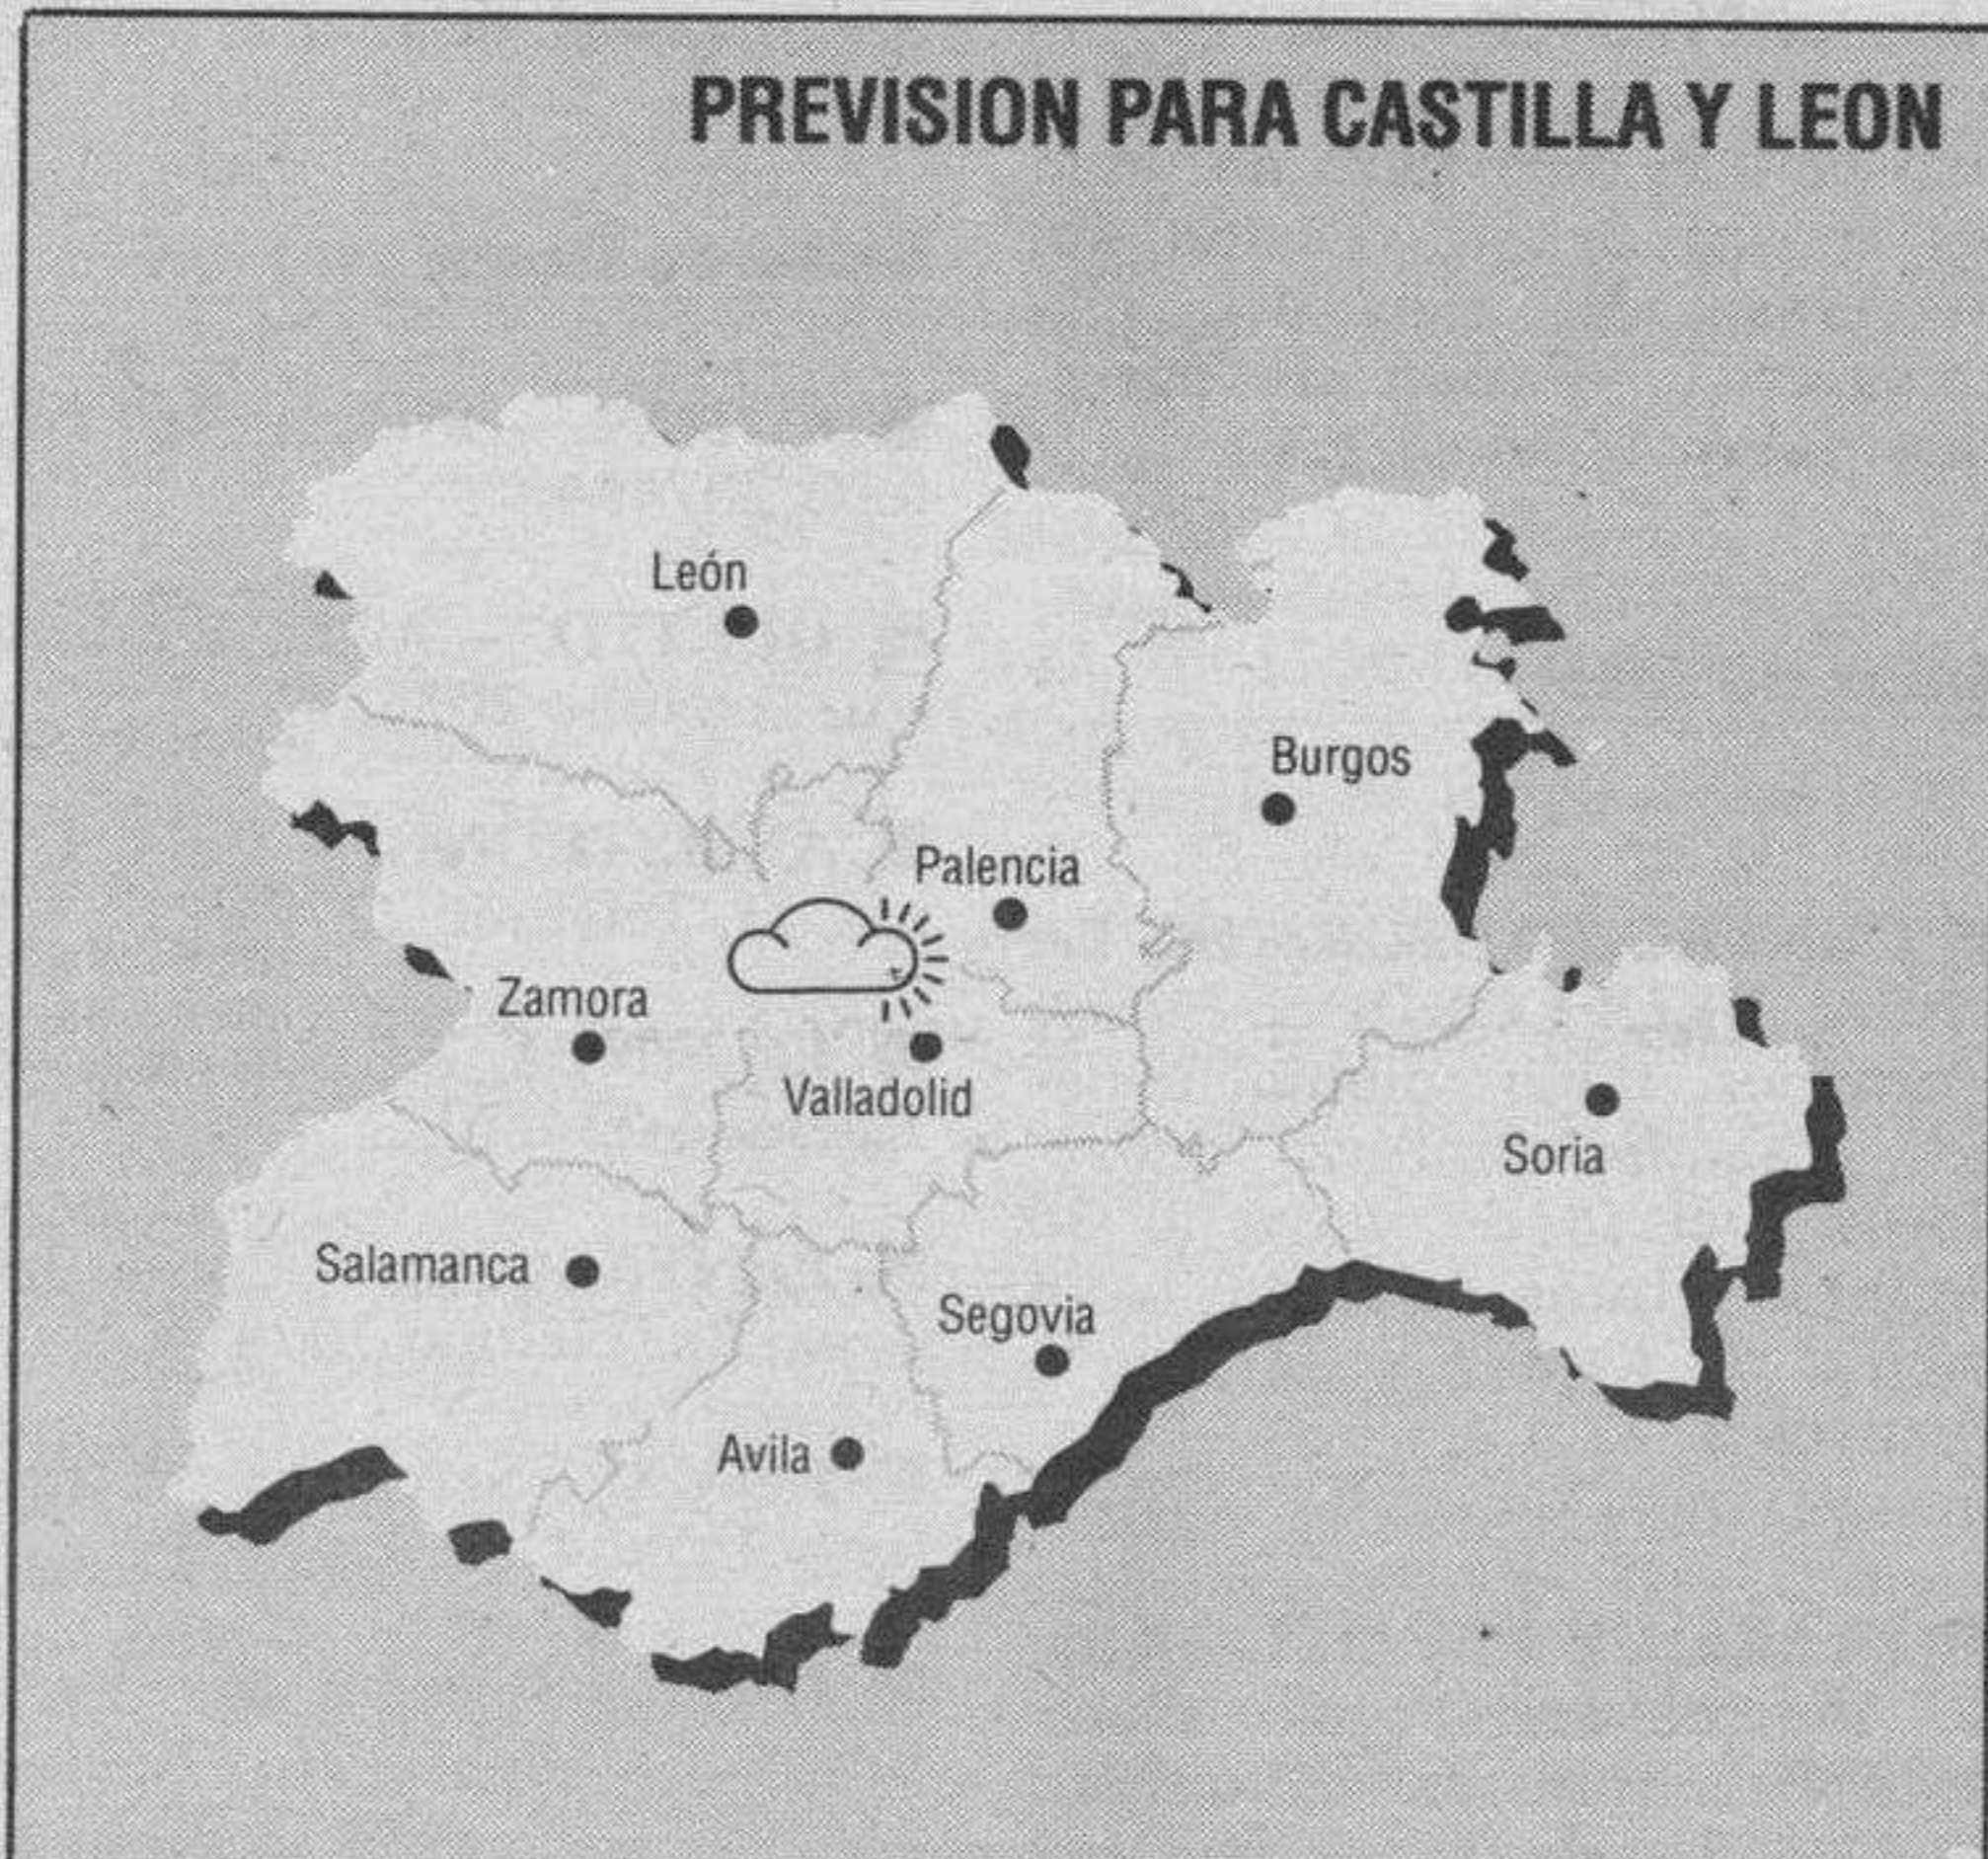 PREVISION PARA CASTILLA Y LEON
León
Burgos
Palencia
Zamora
Valladolid
Soria
Salamanca
Segovia
Avila